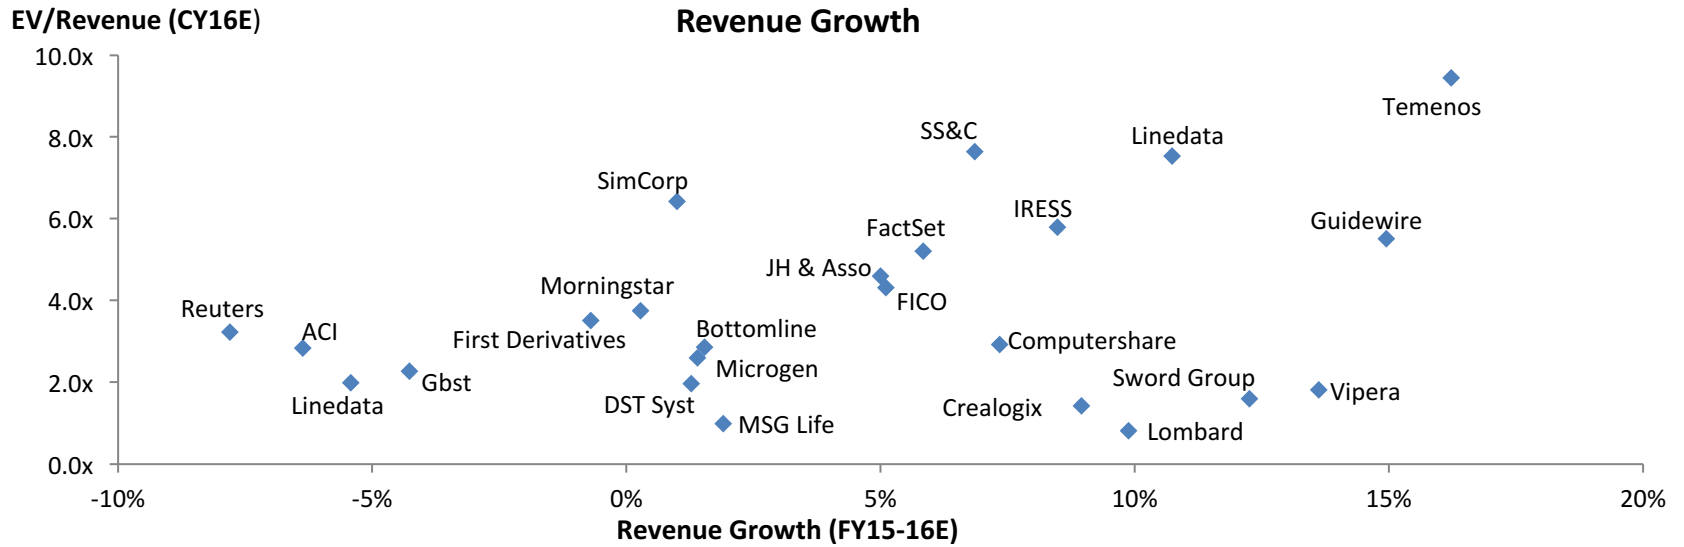 EV/Revenue (CY16E)
Revenue Growth
10.0x
Temenos
8.0x
SS&C
Linedata
SimCorp
6.0x
IRESS
Guidewire
FactSet
JH & Asso
4.0x
Morningstar
FICO
Reuters
ACI
First Derivatives
Bottomline
Computershare
Microgen
2.0x
Gbst
Sword Group
Vipera
Linedata
DST Syst
Crealogix
MSG Life
Lombard
0.0x
-10%
-5%
0%
5%
10%
15%
20%
Revenue Growth (FY15-16E)